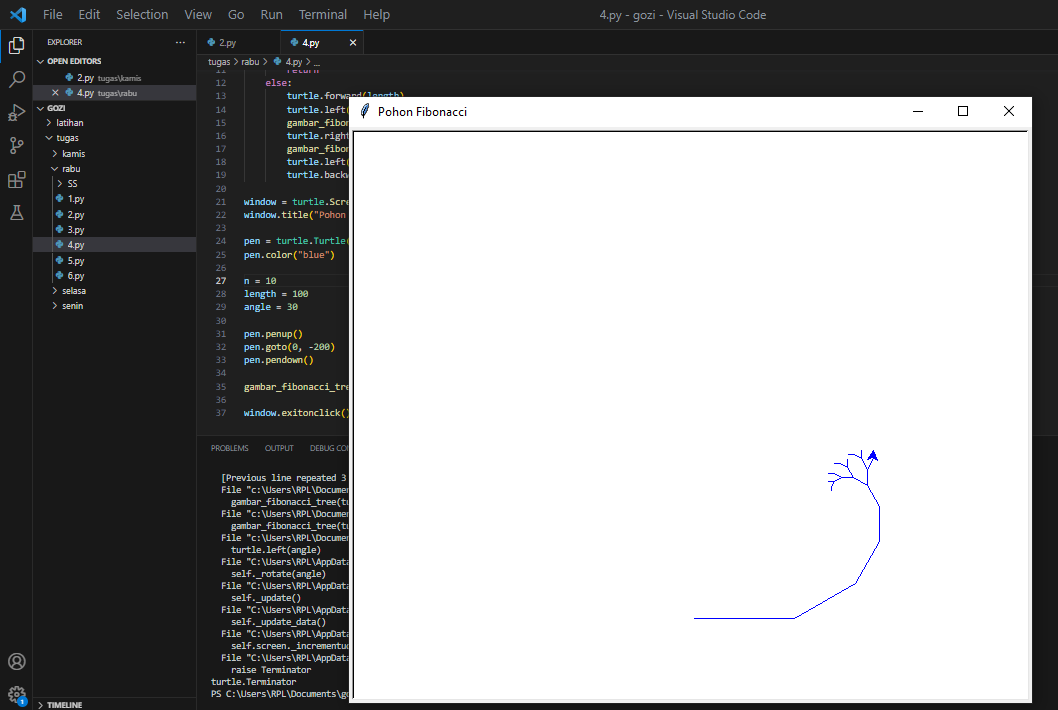 File Edit Selection View Go Run Terminal Help
4.py - gozi - Visual Studio Code
EXPLORER
OPEN EDITORS
2.py tugas\kamis
4.py tugas\rabu
GOZI
latihan
tugas
kamis
rabu
SS
1.py
2.py
3.py
4.py
5.py
6.py
selasa
senin
TIMELINE
1
2.py
4.py
tugas > rabu > 4.py > ...
11 return
12 else:
13 turtle.forward(length)
14 turtle.left(
15 gambar_fibon
16 turtle.right
17 gambar_fibon
18 turtle.left(
19 turtle.backw
20
21 window = turtle.Scre
22 window.title("Pohon
23
24 pen = turtle.Turtle(
25 pen.color("blue")
26
27 n = 10
28 length = 100
29 angle = 30
30
31 pen.penup()
32 pen.goto(0, -200)
33 pen.pendown()
34
35 gambar_fibonacci_tre
36
37 window.exitonclick()
PROBLEMS OUTPUT DEBUG CON
[Previous line repeated 3
File "c:\Users\RPL\Documen
gambar_fibonacci_tree(tu
File "c:\Users\RPL\Documen
gambar_fibonacci_tree(tu
File "c:\Users\RPL\Documen
turtle.left(angle)
File "C:\Users\RPL\AppData
self._rotate(angle)
File "C:\Users\RPL\AppData
self._update()
File "C:\Users\RPL\AppData
self._update_data()
File "C:\Users\RPL\AppData
self.screen._incrementud
File "C:\Users\RPL\AppData
raise Terminator
turtle.Terminator
PS C:\Users\RPL\Documents\go
Pohon Fibonacci